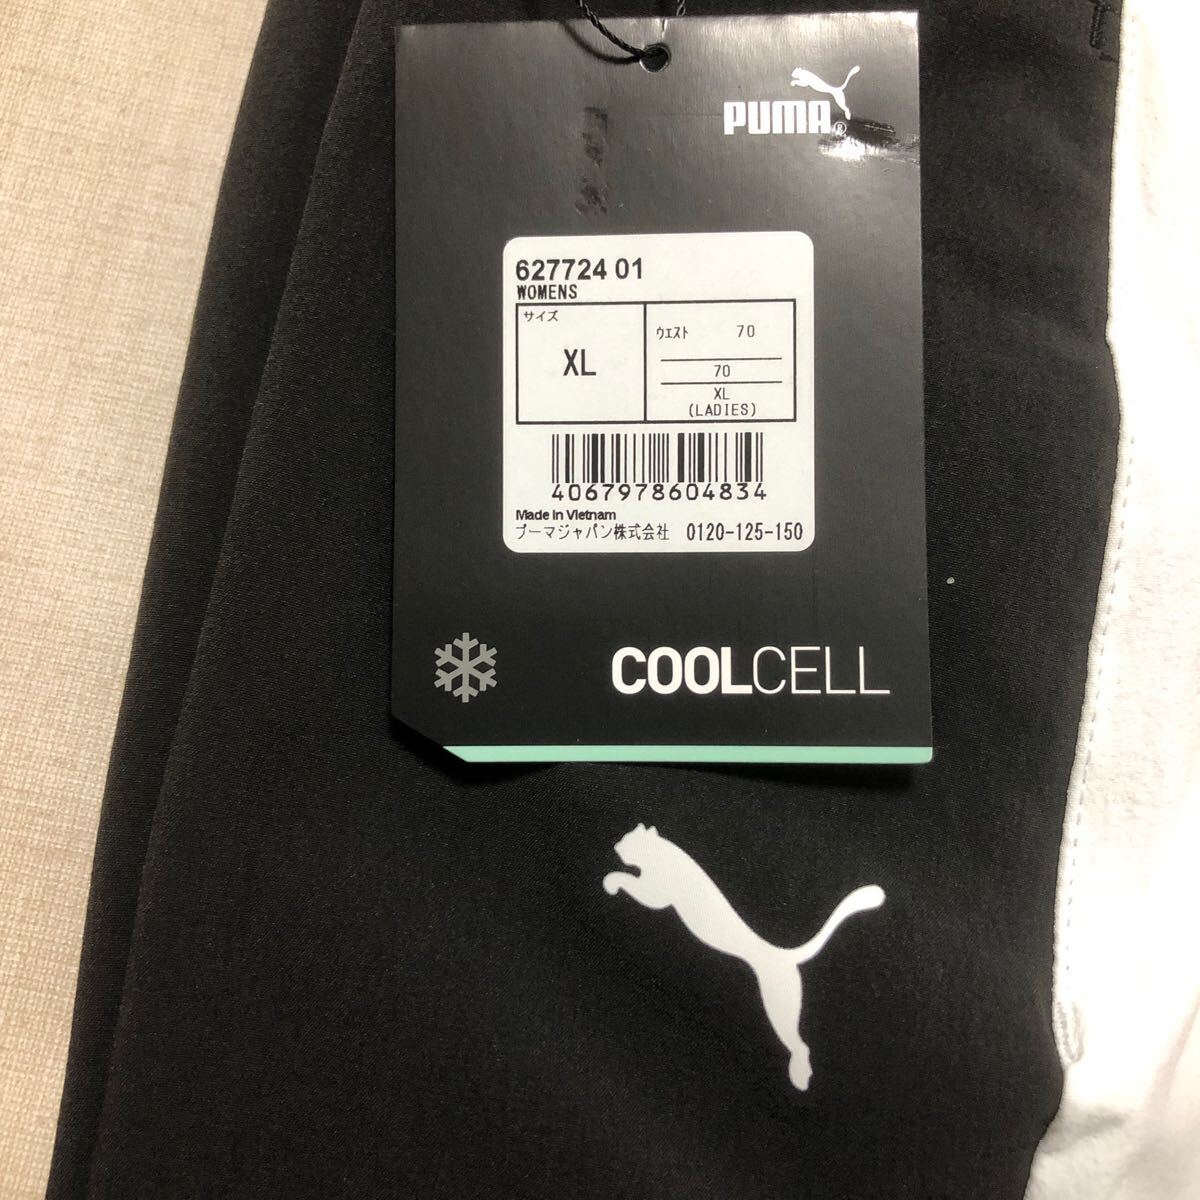 PUMA®
627724 01
WOMENS
サイズ
XL
ウエスト 70
70
XL
(LADIES)
4067978604834
Made in Vietnam
プーマジャパン株式会社 0120-125-150
COOLCELL